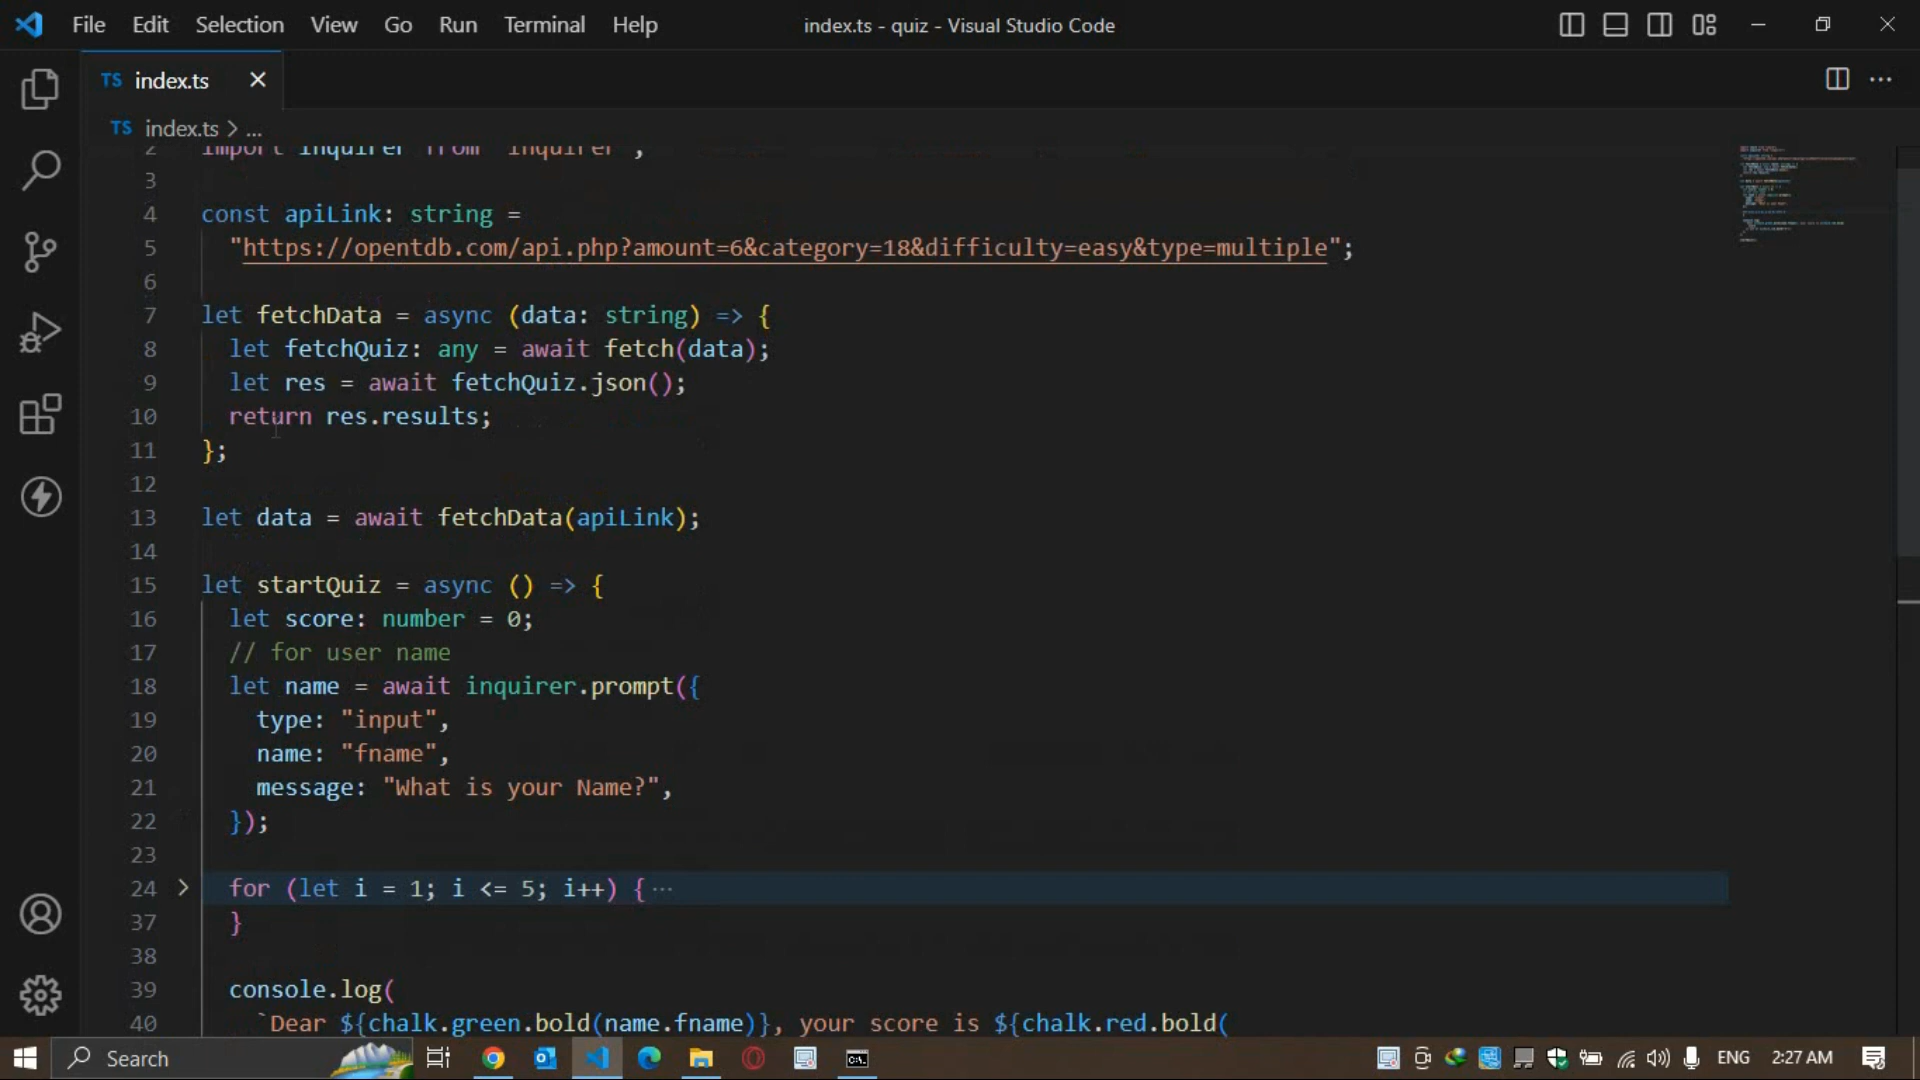 File Edit Selection View Go Run Terminal Help index.ts - quiz - Visual Studio Code
TS index.ts
TS index.ts > ...
2 import inquirer from "inquirer";
3
4 const apiLink: string =
5 "https://opentdb.com/api.php?amount=6&category=18&difficulty=easy&type=multiple";
6
7 let fetchData = async (data: string) => {
8 let fetchQuiz: any = await fetch(data);
9 let res = await fetchQuiz.json();
10 return res.results;
11 };
12
13 let data = await fetchData(apiLink);
14
15 let startQuiz = async () => {
16 let score: number = 0;
17 // for user name
18 let name = await inquirer.prompt({
19 type: "input",
20 name: "fname",
21 message: "What is your Name?",
22 });
23
24 for (let i = 1; i <= 5; i++) { ···
37 }
38
39 console.log(
40 `Dear ${chalk.green.bold(name.fname)}, your score is ${chalk.red.bold(
Search ENG 2:27 AM